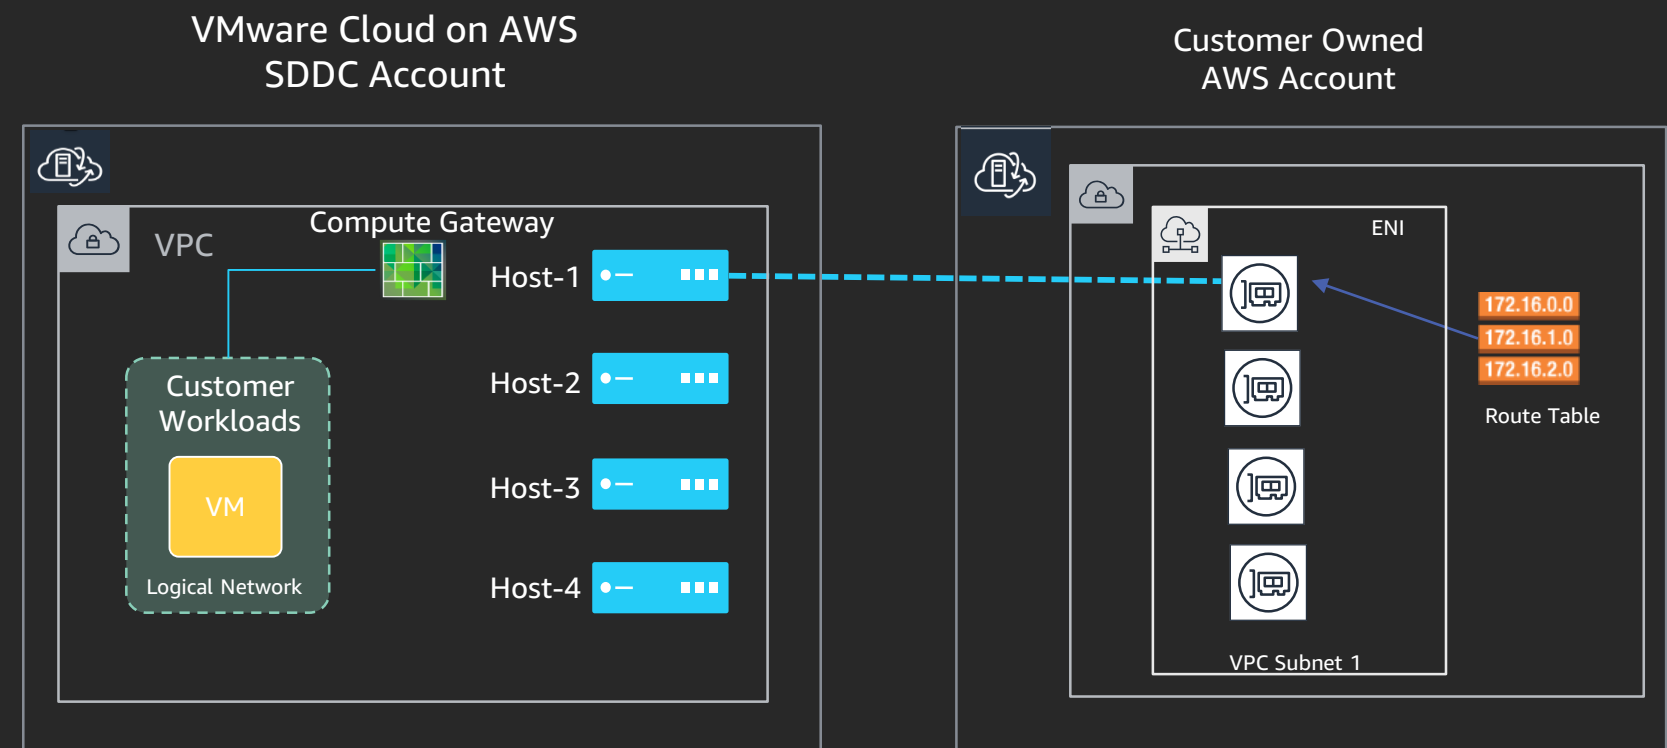 VMware Cloud on AWS
SDDC Account
Customer Owned
AWS Account
VPC
Compute Gateway
Host-1
Host-2
Host-3
Host-4
Customer
Workloads
VM
Logical Network
ENI
VPC Subnet 1
172.16.0.0
172.16.1.0
172.16.2.0
Route Table